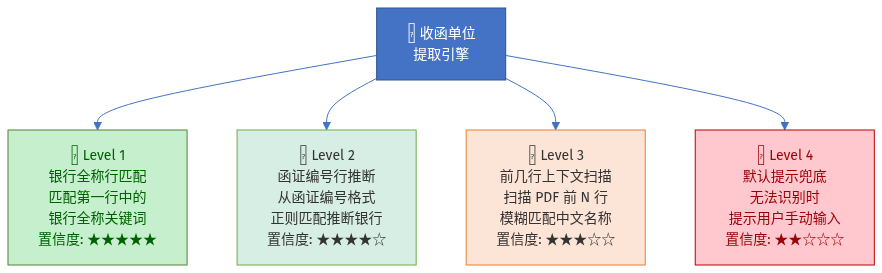 收函单位
提取引擎
Level 1
银行全称行匹配
匹配第一行中的
银行全称关键词
置信度: ★★★★★
Level 2
函证编号行推断
从函证编号格式
正则匹配推断银行
置信度: ★★★★☆
Level 3
前几行上下文扫描
扫描 PDF 前 N 行
模糊匹配中文名称
置信度: ★★★☆☆
Level 4
默认提示兜底
无法识别时
提示用户手动输入
置信度: ★★☆☆☆